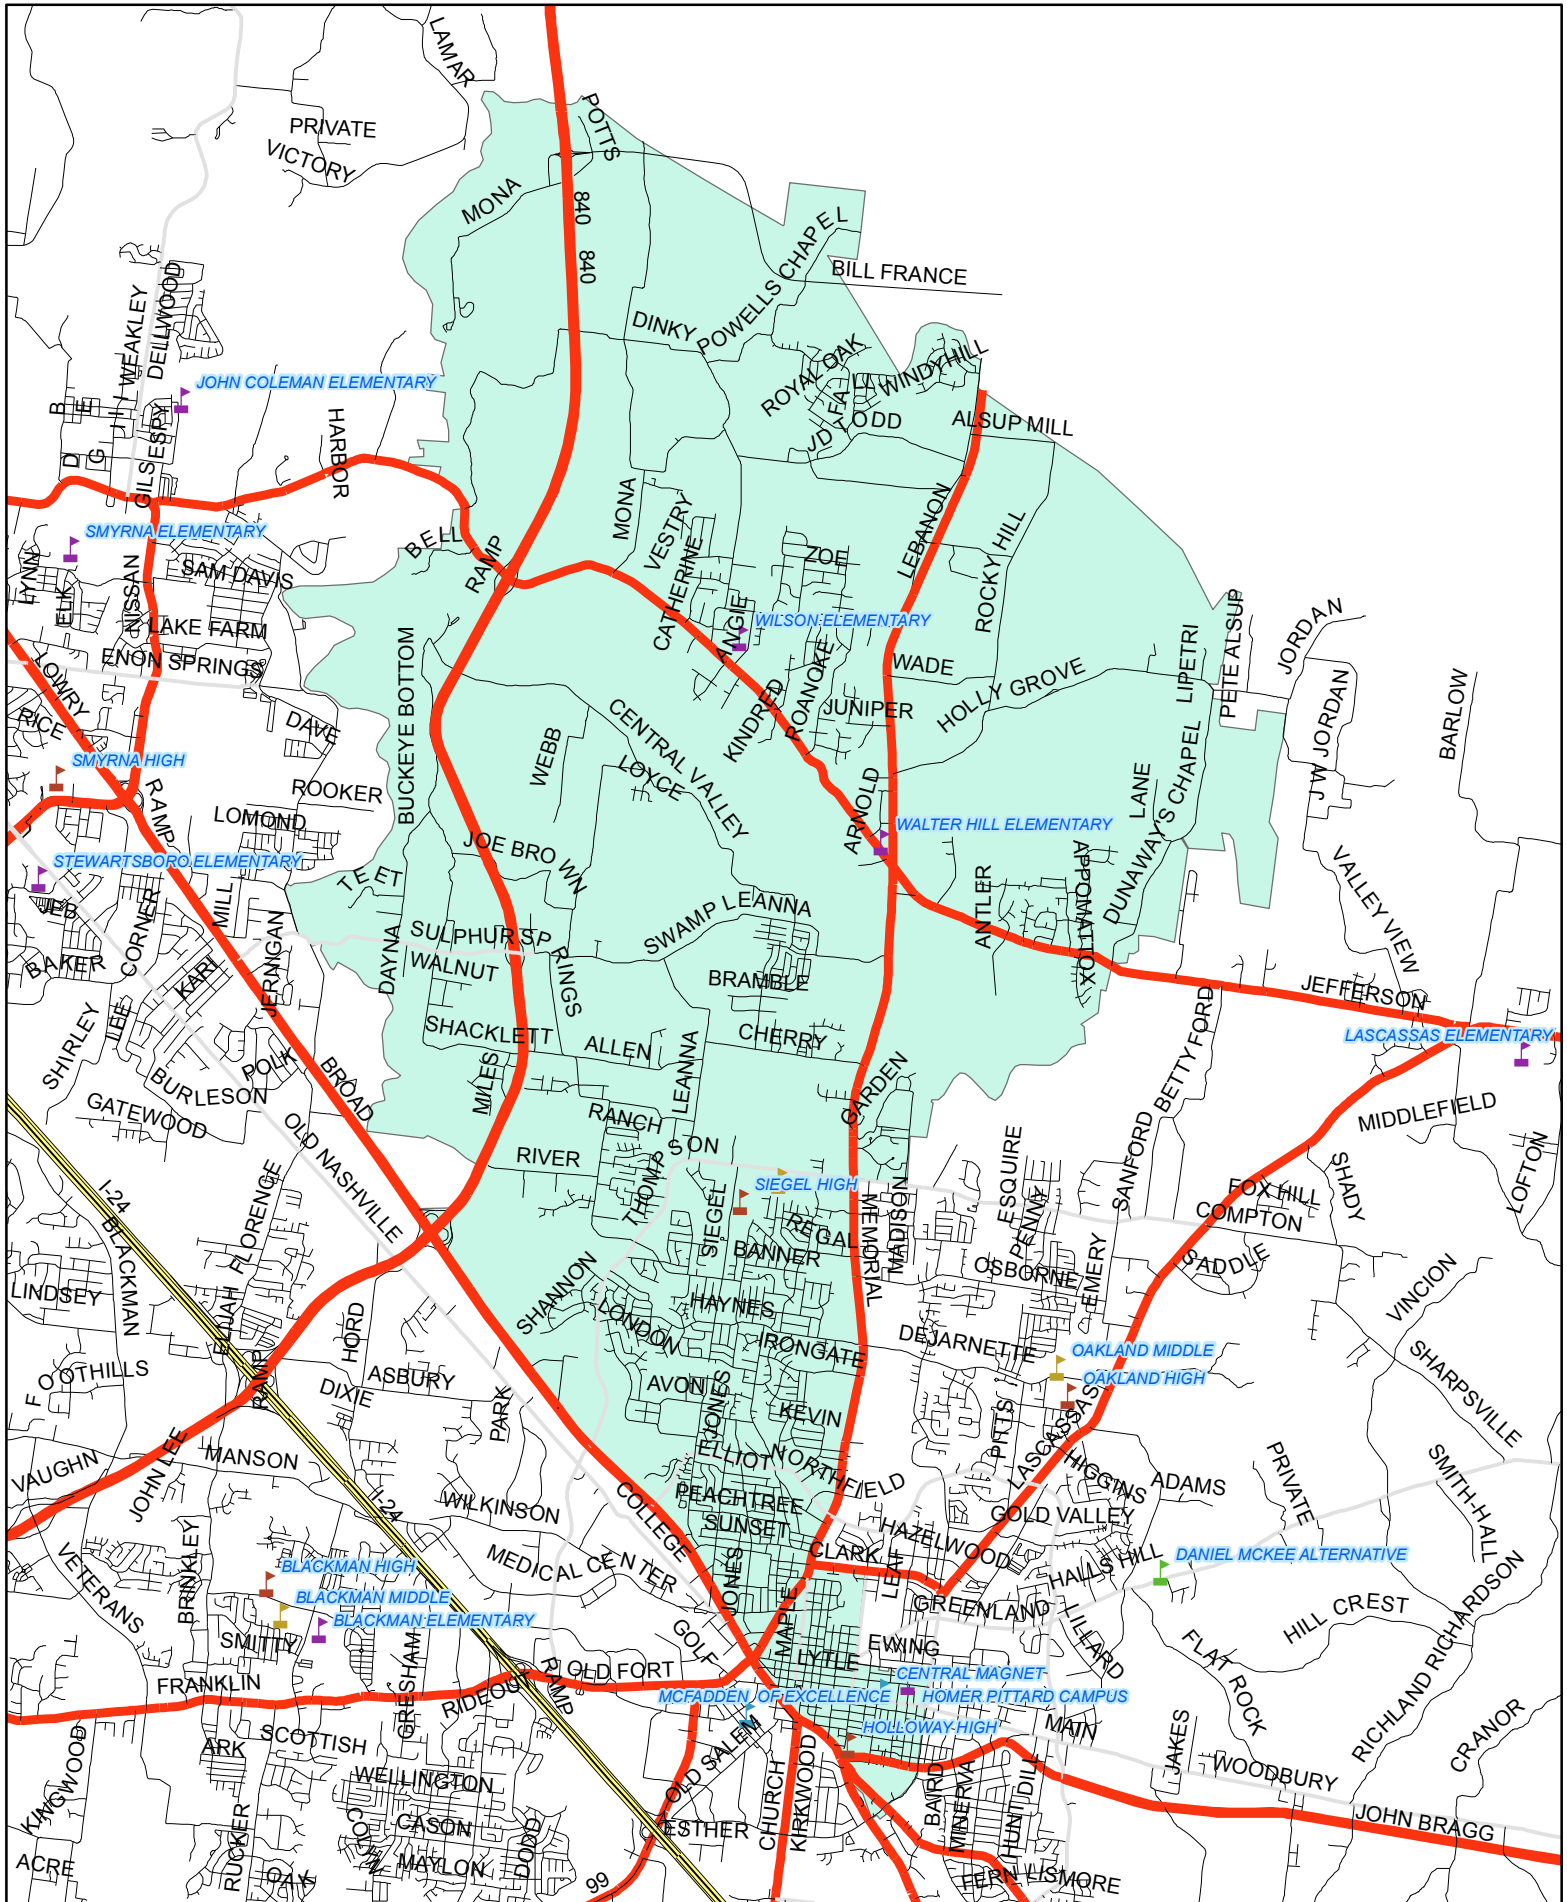 LAMAR
PRIVATE
VICTORY
POTTS
MONA
840
840
POWELLS CHAPEL
BILL FRANCE
DINKY
WEAKLEY
DELLWOOD
ROYAL OAK
FALL
WINDYHILL
JD TODD
ALSUP MILL
JOHN COLEMAN ELEMENTARY
B
E
G
D
GILSESPY
HARBOR
SMYRNA ELEMENTARY
LYNN
ELK
NISSAN
SAM DAVIS
LAKE FARM
ENON SPRINGS
BELL
RAMP
MONA
VESTRY
CATHERINE
ANGIE
ZOE
LEBANON
ROCKY HILL
WILSON ELEMENTARY
WADE
HOLLY GROVE
LIPETRI
PETE ALSUP
JORDAN
J W JORDAN
BARLOW
LOWRY
RICE
DAVE
BUCKEYE BOTTOM
WEBB
CENTRAL VALLEY
LOYCE
KINDRED
ROANOKE
JUNIPER
SMYRNA HIGH
RAMP
ROOKER
LOMOND
ARNOLD
LANE
DUNAWAY'S CHAPEL
WALTER HILL ELEMENTARY
STEWARTSBORO ELEMENTARY
JEB
TEET
JOE BROWN
ANTLER
APPOMATTOX
VALLEY VIEW
CORNER
MILL
BAKER
KARI
JERNIGAN
DAYNA
SULPHUR SPRINGS
WALNUT
SWAMP LEANNA
BRAMBLE
JEFFERSON
SHIRLEY
LEE
SHACKLETT
ALLEN
LEANNA
CHERRY
GARDEN
BETTY FORD
LASCASSAS ELEMENTARY
POLK
BROAD
BURLESON
GATEWOOD
MILES
RANCH
MIDDLEFIELD
OLD NASHVILLE
RIVER
THOMPSON
ESQUIRE
SANFORD
SHADY
LOFTON
FOX HILL
I-24
BLACKMAN
FLORENCE
SIEGEL HIGH
SIEGEL
REGAL
BANNER
MEMORIAL
MADISON
PENNY
COMPTON
SADDLE
OSBORNE
EMERY
LINDSEY
ELIJAH
HORD
SHANNON
LONDON
HAYNES
IRONGATE
DEJARNETTE
VINCION
OAKLAND MIDDLE
OAKLAND HIGH
SHARPSVILLE
FOOTHILLS
RAMP
DIXIE
ASBURY
PARK
AVON
JONES
KEVIN
PITTS
LASCASSAS
VAUGHN
JOHN LEE
MANSON
ELLIOT
NORTHFIELD
HIGGINS
ADAMS
PRIVATE
SMITH-HALL
I-24
WILKINSON
COLLEGE
PEACHTREE
SUNSET
HAZELWOOD
GOLD VALLEY
VETERANS
BRINKLEY
BLACKMAN HIGH
MEDICAL CENTER
JONES
CLARK
LEAF
HALLS HILL
DANIEL MCKEE ALTERNATIVE
BLACKMAN MIDDLE
BLACKMAN ELEMENTARY
SMITTY
GRESHAM
GOLF
MAPLE
GREENLAND
LILLARD
HILL CREST
RICHLAND RICHARDSON
EWING
LYTLE
FLAT ROCK
FRANKLIN
RIDEOUT
RAMP
OLD FORT
CENTRAL MAGNET
MCFADDEN OF EXCELLENCE
HOMER PITTARD CAMPUS
HOLLOWAY HIGH
MAIN
KINGWOOD
ARK
SCOTTISH
OLD SALEM
JAKES
WOODBURY
CRANOR
WELLINGTON
CHURCH
KIRKWOOD
BAIRD
MINERVA
HUNT
DILL
RUCKER
CASON
ESTHER
JOHN BRAGG
ACRE
OAK
MAYLON
DODD
99
FERN
LISMORE